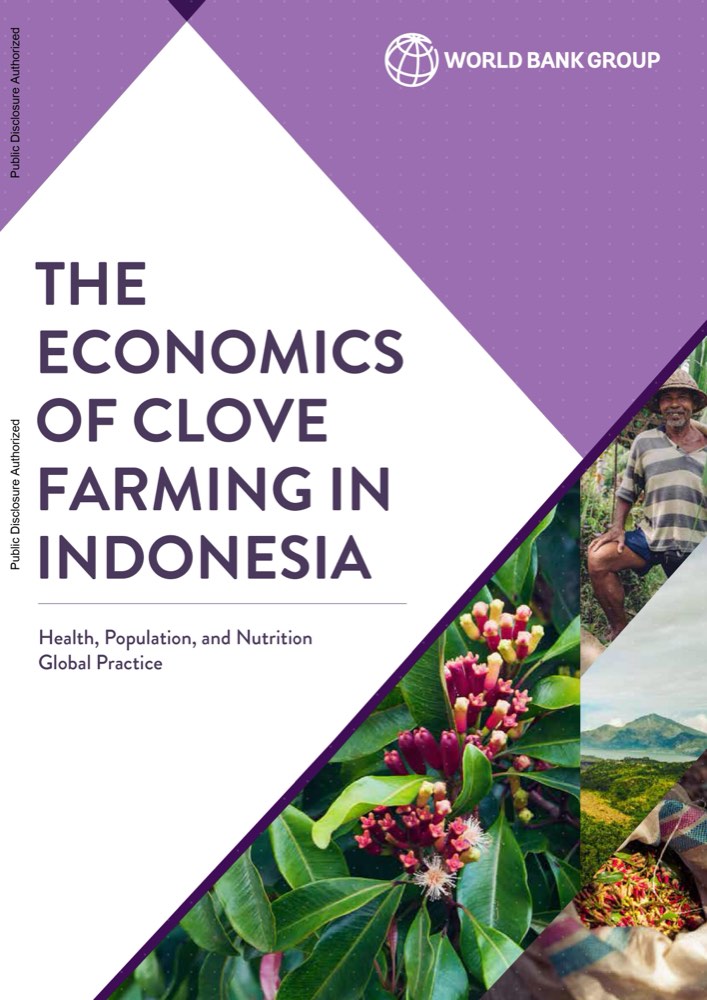 Public Disclosure Authorized
WORLD BANK GROUP
THE
ECONOMICS
OF CLOVE
FARMING IN
INDONESIA
Public Disclosure Authorized
Health, Population, and Nutrition
Global Practice